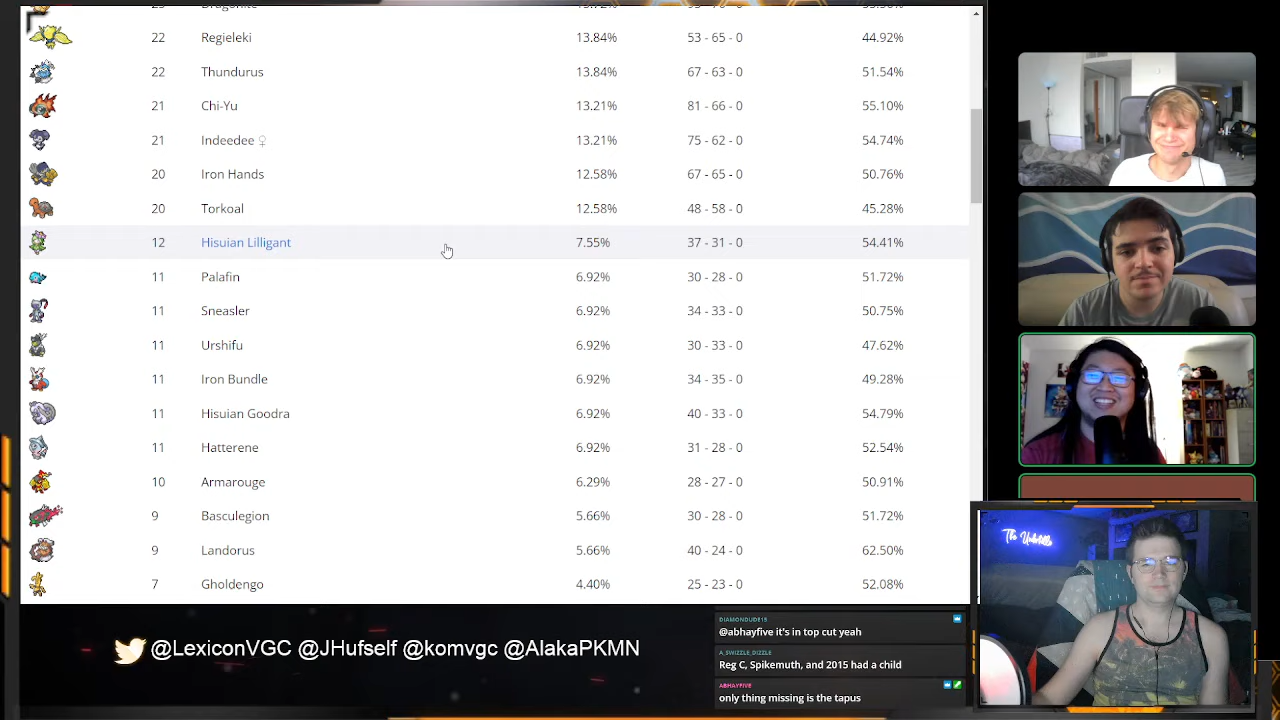 22 Regieleki 13.84% 53 - 65 - 0 44.92%
22 Thundurus 13.84% 67 - 63 - 0 51.54%
21 Chi-Yu 13.21% 81 - 66 - 0 55.10%
21 Indeedee ♀ 13.21% 75 - 62 - 0 54.74%
20 Iron Hands 12.58% 67 - 65 - 0 50.76%
20 Torkoal 12.58% 48 - 58 - 0 45.28%
12 Hisuian Lilligant 7.55% 37 - 31 - 0 54.41%
11 Palafin 6.92% 30 - 28 - 0 51.72%
11 Sneasler 6.92% 34 - 33 - 0 50.75%
11 Urshifu 6.92% 30 - 33 - 0 47.62%
11 Iron Bundle 6.92% 34 - 35 - 0 49.28%
11 Hisuian Goodra 6.92% 40 - 33 - 0 54.79%
11 Hatterene 6.92% 31 - 28 - 0 52.54%
10 Armarouge 6.29% 28 - 27 - 0 50.91%
9 Basculegion 5.66% 30 - 28 - 0 51.72%
9 Landorus 5.66% 40 - 24 - 0 62.50%
7 Gholdengo 4.40% 25 - 23 - 0 52.08%
@LexiconVGC @JHufself @komvgc @AlakaPKMN
DIAMONDUDE15
@abhayfive it's in top cut yeah
A_SWIZZLE_DIZZLE
Reg C, Spikemuth, and 2015 had a child
ABHAYFIVE
only thing missing is the tapus
The